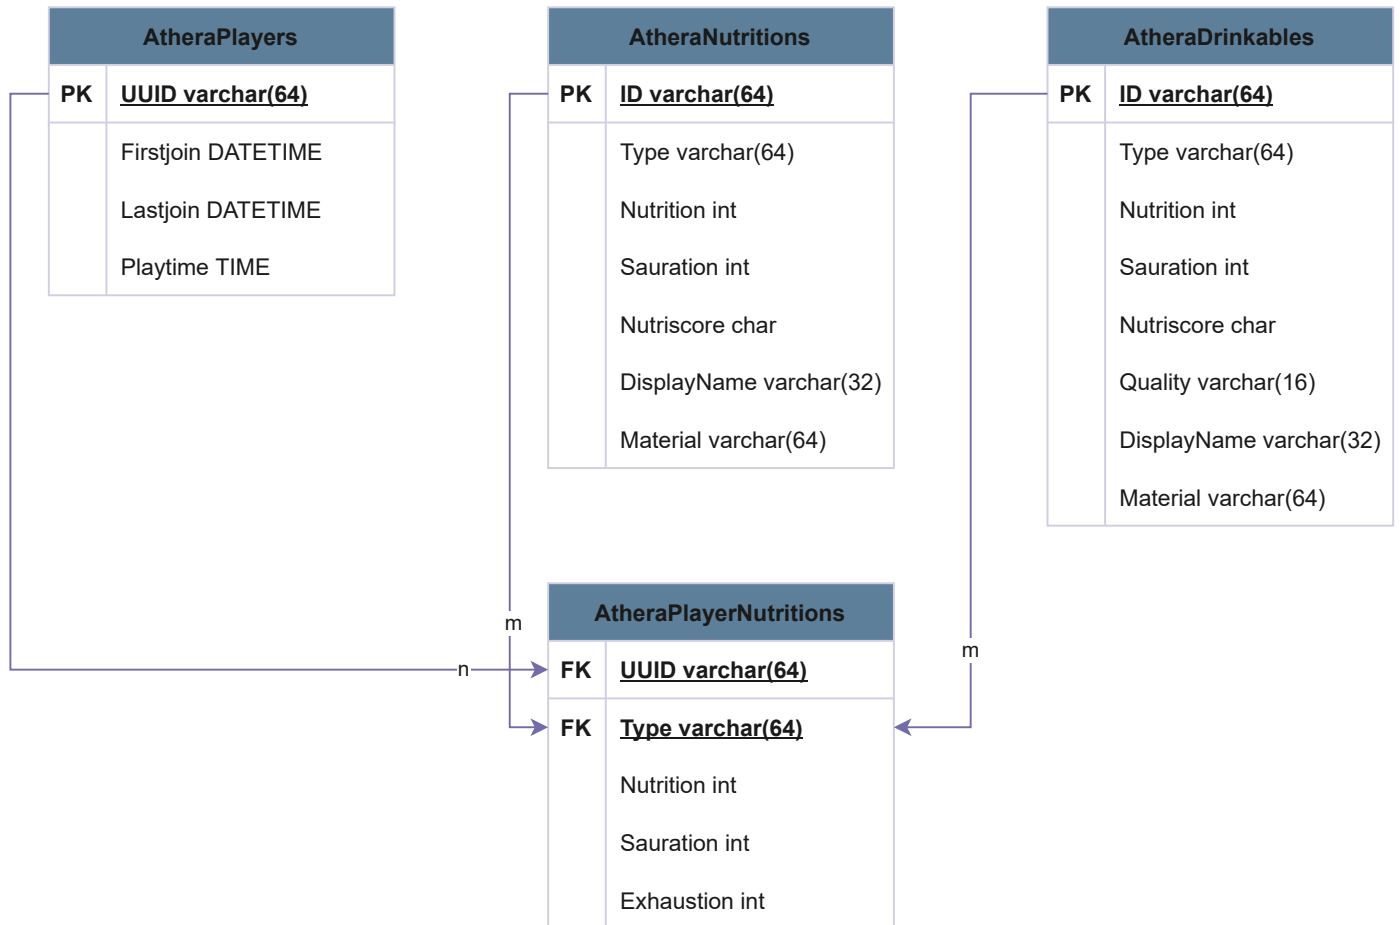 AtheraPlayers
PK UUID varchar(64)
Firstjoin DATETIME
Lastjoin DATETIME
Playtime TIME
AtheraNutritions
PK ID varchar(64)
Type varchar(64)
Nutrition int
Sauration int
Nutriscore char
DisplayName varchar(32)
Material varchar(64)
AtheraDrinkables
PK ID varchar(64)
Type varchar(64)
Nutrition int
Sauration int
Nutriscore char
Quality varchar(16)
DisplayName varchar(32)
Material varchar(64)
n
m
m
AtheraPlayerNutritions
FK UUID varchar(64)
FK Type varchar(64)
Nutrition int
Sauration int
Exhaustion int